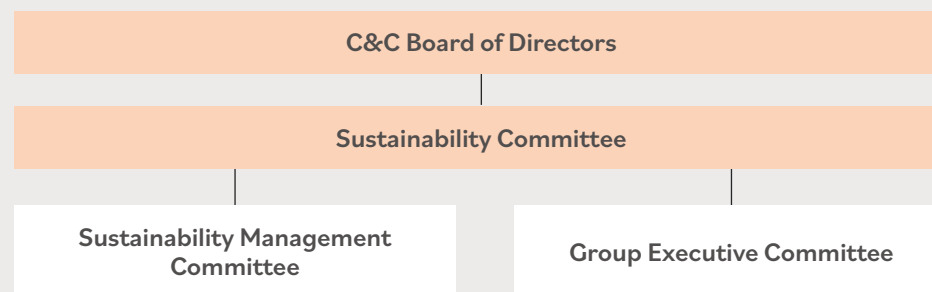 C&C Board of Directors
Sustainability Committee
Sustainability Management
Committee
Group Executive Committee